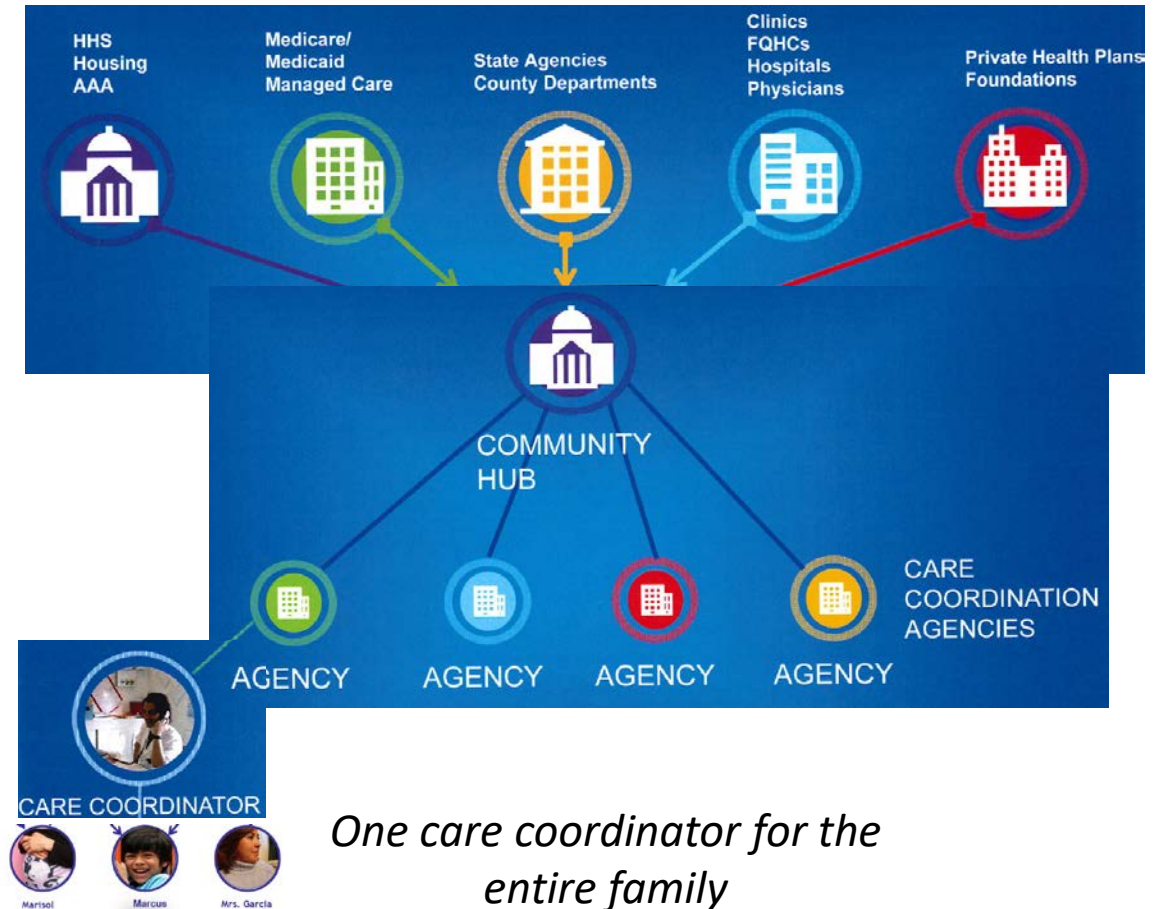 HHS
Housing
AAA
Medicare/
Medicaid
Managed Care
State Agencies
County Departments
Clinics
FQHCs
Hospitals
Physicians
Private Health Plans
Foundations
COMMUNITY
HUB
CARE
COORDINATION
AGENCIES
AGENCY
AGENCY
AGENCY
AGENCY
CARE COORDINATOR
Marisol
Marcus
Mrs. Garcia
One care coordinator for the
entire family